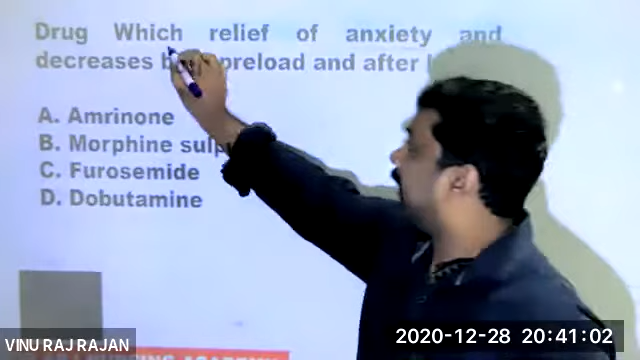 Drug Which relief of anxiety and
decreases preload and after
A. Amrinone
B. Morphine
C. Furosemide
D. Dobutamine
VINU RAJ RAJAN
2020-12-28 20:41:02